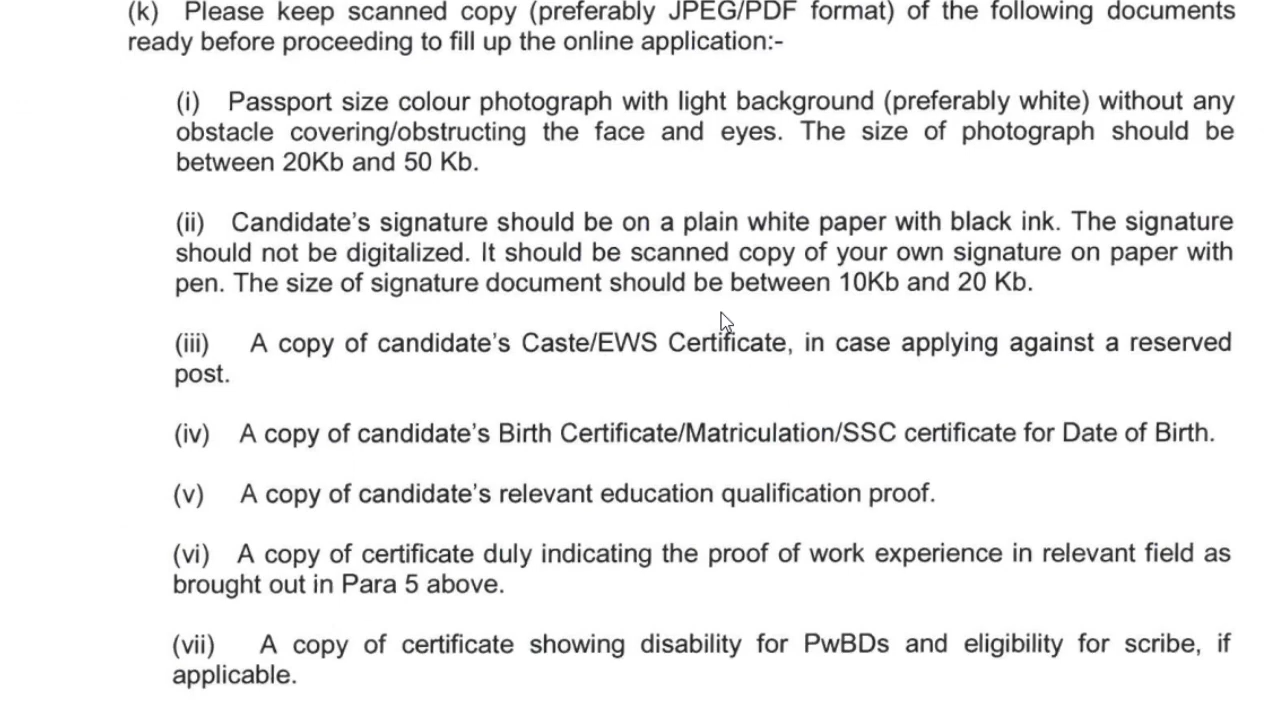 (k) Please keep scanned copy (preferably JPEG/PDF format) of the following documents
ready before proceeding to fill up the online application:-
(i) Passport size colour photograph with light background (preferably white) without any
obstacle covering/obstructing the face and eyes. The size of photograph should be
between 20Kb and 50 Kb.
(ii) Candidate's signature should be on a plain white paper with black ink. The signature
should not be digitalized. It should be scanned copy of your own signature on paper with
pen. The size of signature document should be between 10Kb and 20 Kb.
(iii) A copy of candidate's Caste/EWS Certificate, in case applying against a reserved
post.
(iv) A copy of candidate's Birth Certificate/Matriculation/SSC certificate for Date of Birth.
(v) A copy of candidate's relevant education qualification proof.
(vi) A copy of certificate duly indicating the proof of work experience in relevant field as
brought out in Para 5 above.
(vii) A copy of certificate showing disability for PwBDs and eligibility for scribe, if
applicable.